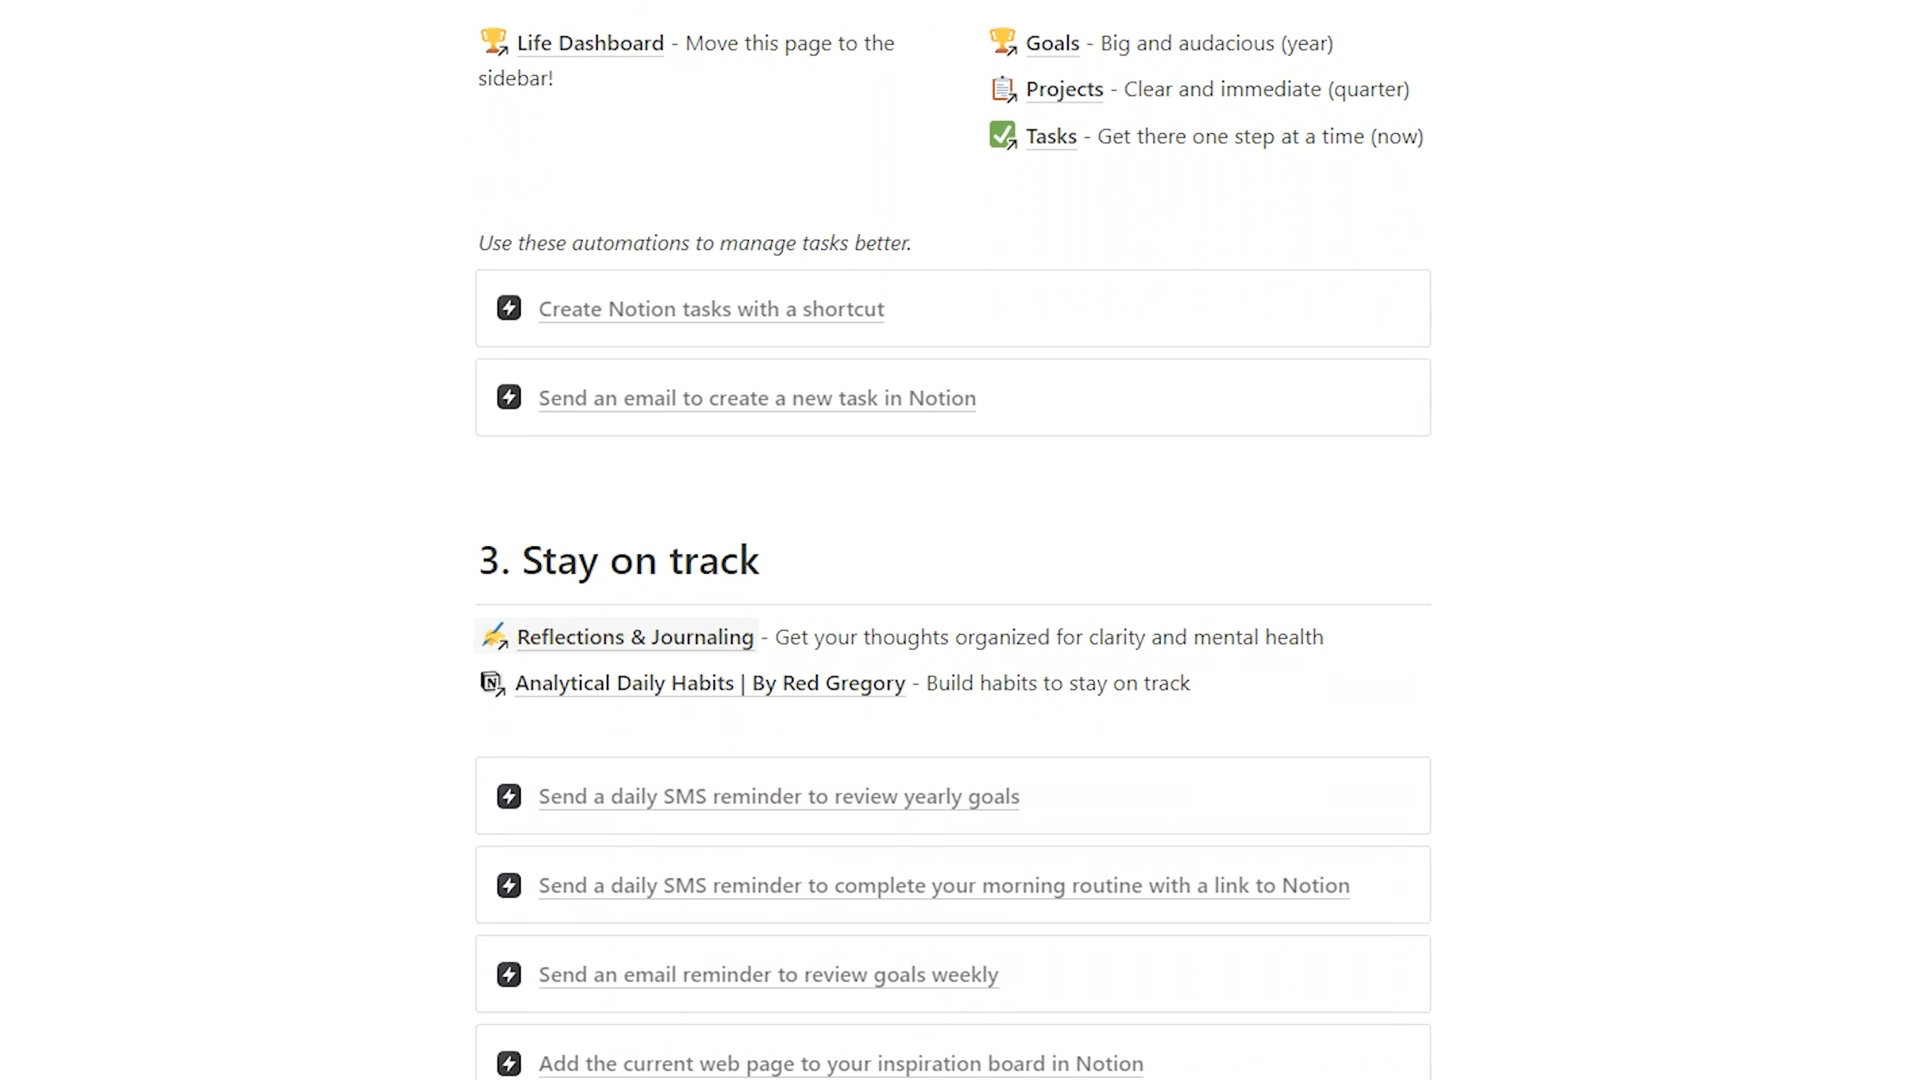 Life Dashboard - Move this page to the
sidebar!
Goals - Big and audacious (year)
Projects - Clear and immediate (quarter)
Tasks - Get there one step at a time (now)
Use these automations to manage tasks better.
Create Notion tasks with a shortcut
Send an email to create a new task in Notion
3. Stay on track
Reflections & Journaling - Get your thoughts organized for clarity and mental health
Analytical Daily Habits | By Red Gregory - Build habits to stay on track
Send a daily SMS reminder to review yearly goals
Send a daily SMS reminder to complete your morning routine with a link to Notion
Send an email reminder to review goals weekly
Add the current web page to your inspiration board in Notion